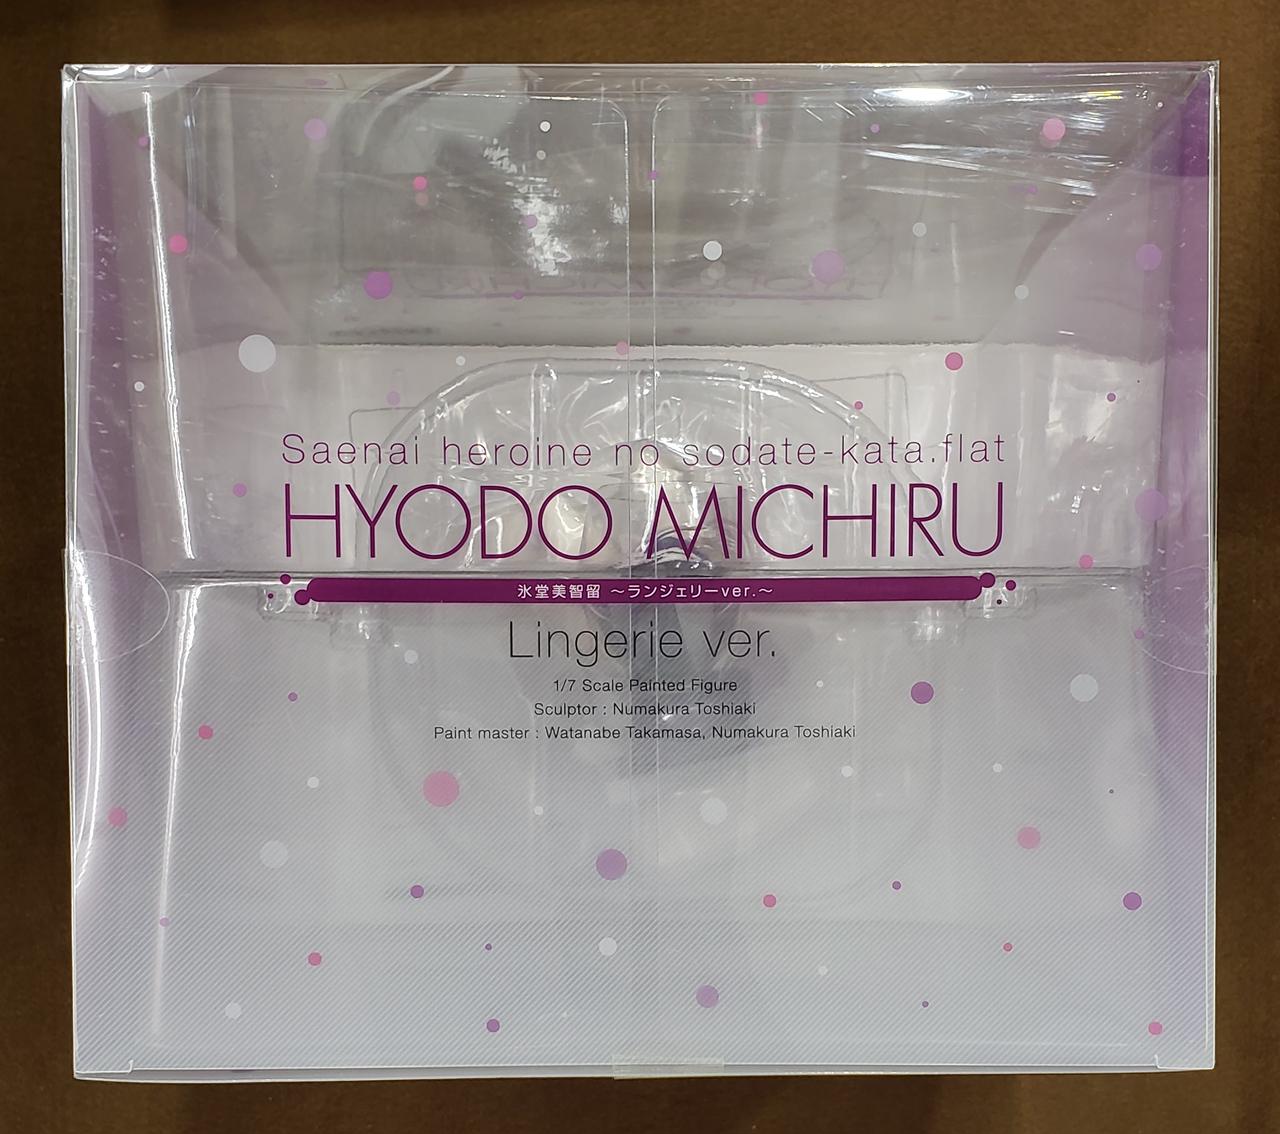 Saenai heroine no sodate-kata.flat
HYODO MICHIRU
氷堂美智留 〜ランジェリーver.〜
Lingerie ver.
1/7 Scale Painted Figure
Sculptor : Numakura Toshiaki
Paint master : Watanabe Takamasa, Numakura Toshiaki